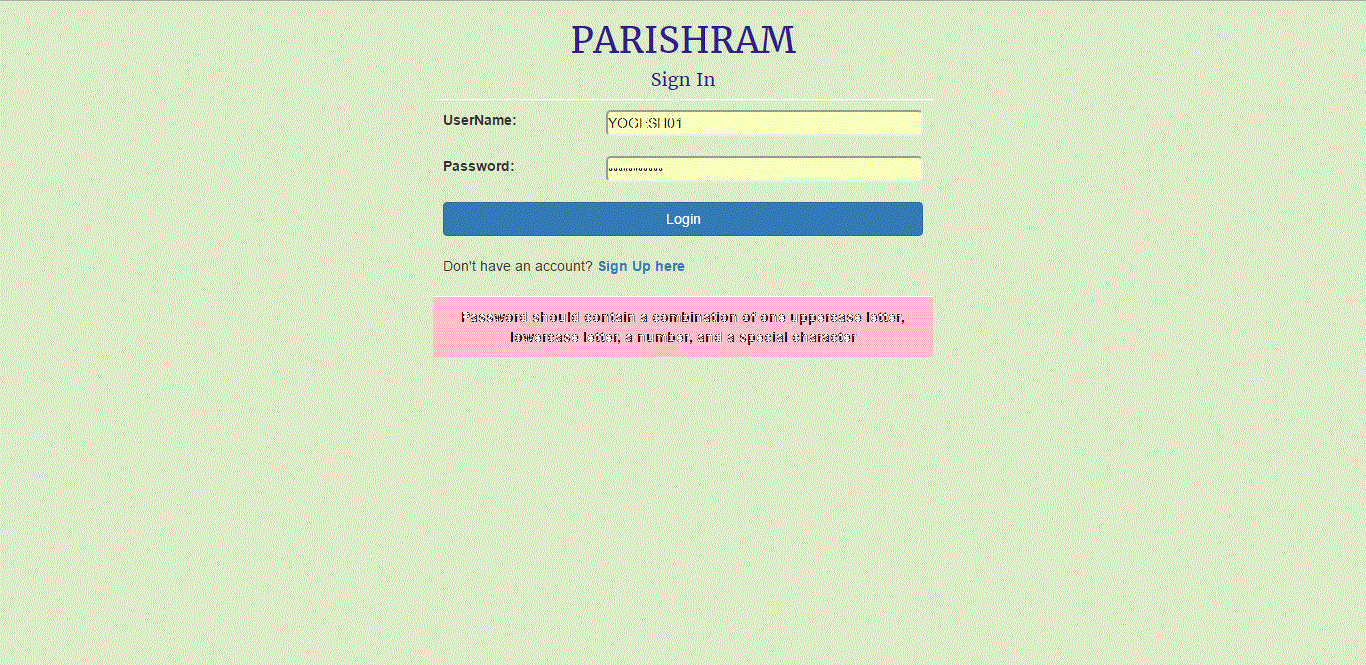 PARISHRAM
Sign In
UserName:
YOGESH01
Password:
Login
Don't have an account? Sign Up here
Password should contain a combination of one uppercase letter,
lowercase letter, a number, and a special character